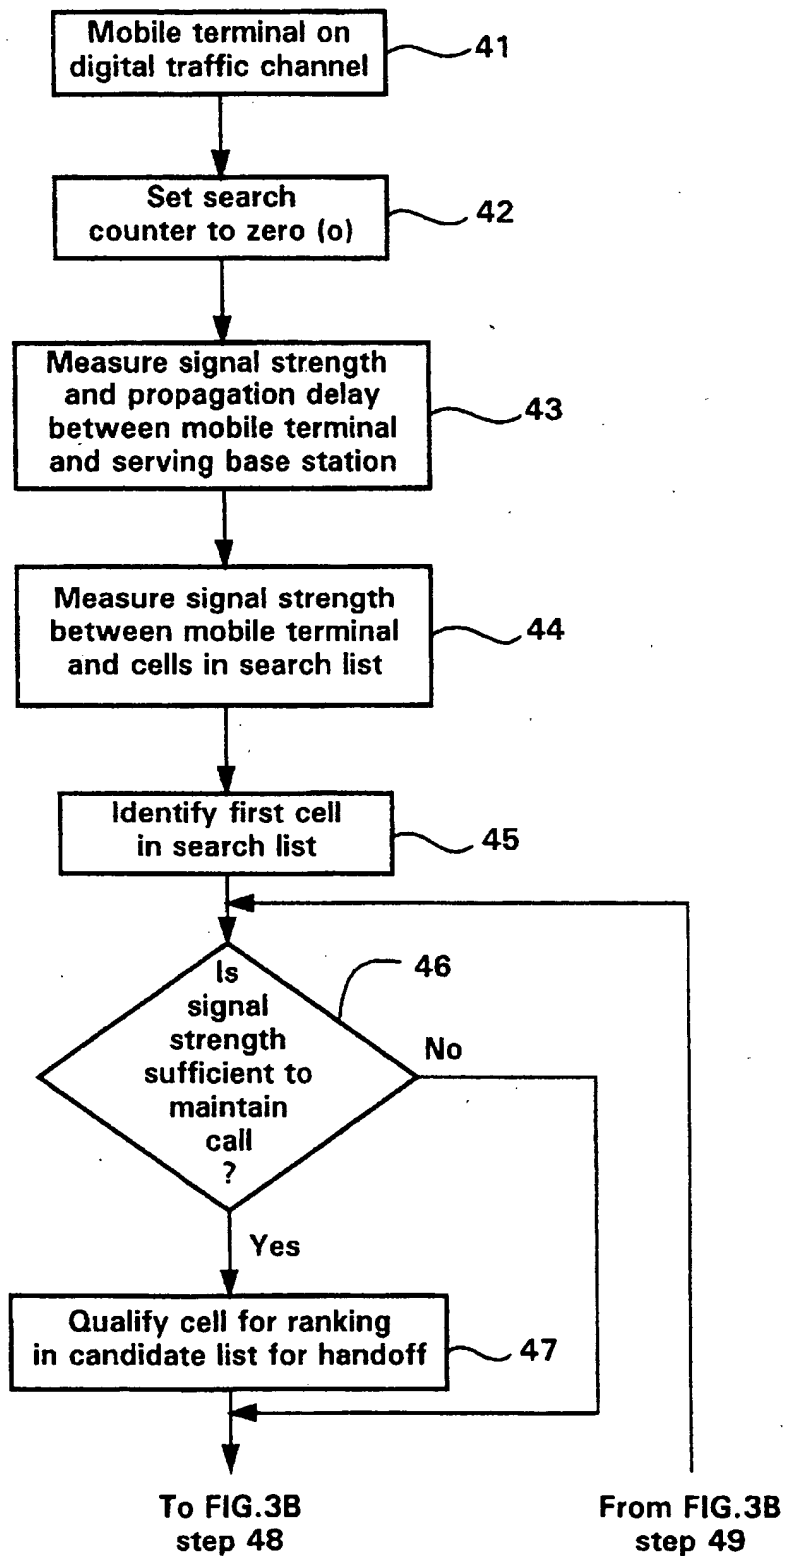 Mobile terminal on
digital traffic channel
41
Set search
counter to zero (o)
42
Measure signal strength
and propagation delay
between mobile terminal
and serving base station
43
Measure signal strength
between mobile terminal
and cells in search list
44
Identify first cell
in search list
45
Is
signal
strength
sufficient to
maintain
call
?
46
No
Yes
Qualify cell for ranking
in candidate list for handoff
47
To FIG.3B
step 48
From FIG.3B
step 49